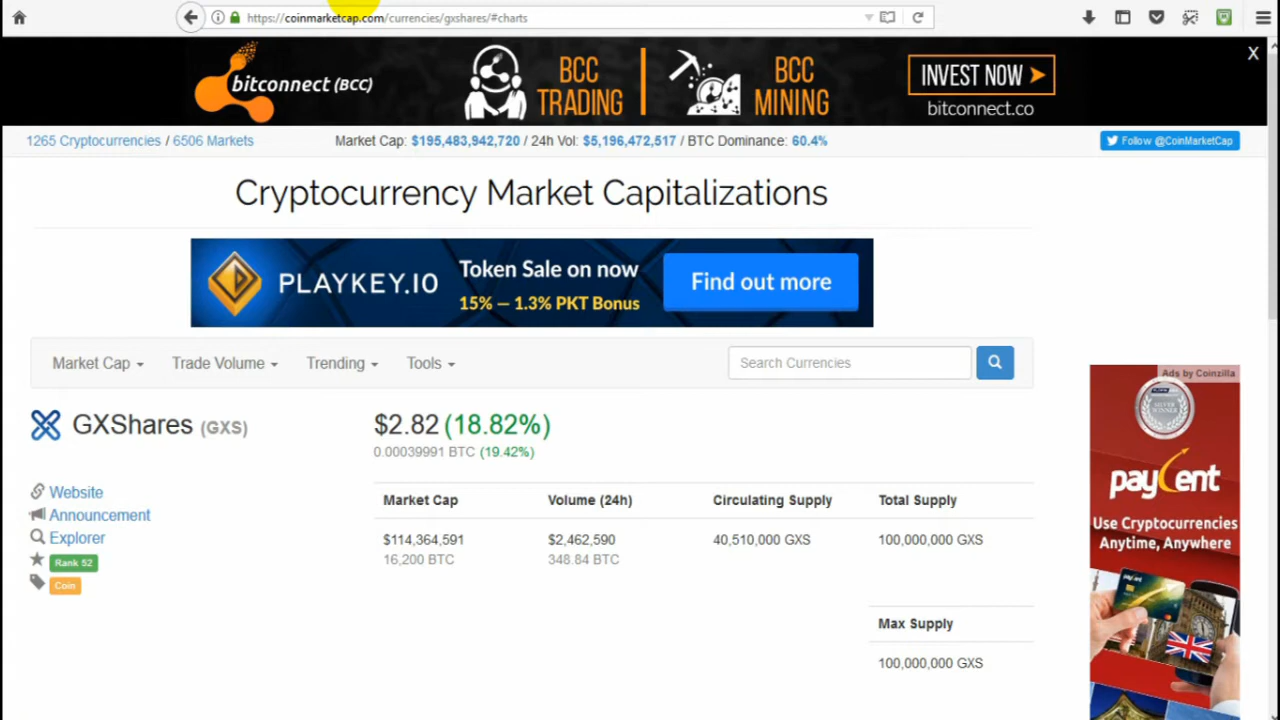 https://coinmarketcap.com/currencies/gxshares/#charts
bitconnect (BCC)
BCC TRADING
BCC MINING
INVEST NOW
bitconnect.co
X
1265 Cryptocurrencies / 6506 Markets
Market Cap: $195,483,942,720 / 24h Vol: $5,196,472,517 / BTC Dominance: 60.4%
Follow @CoinMarketCap
Cryptocurrency Market Capitalizations
PLAYKEY.IO
Token Sale on now
15% — 1.3% PKT Bonus
Find out more
Market Cap Trade Volume Trending Tools
Search Currencies
GXShares (GXS)
$2.82 (18.82%)
0.00039991 BTC (19.42%)
Website
Announcement
Explorer
Rank 52
Coin
Market Cap Volume (24h) Circulating Supply Total Supply
$114,364,591 $2,462,590 40,510,000 GXS 100,000,000 GXS
16,200 BTC 348.84 BTC
Max Supply
100,000,000 GXS
Ads by Coinzilla
WINNER
paycent
Use Cryptocurrencies
Anytime, Anywhere